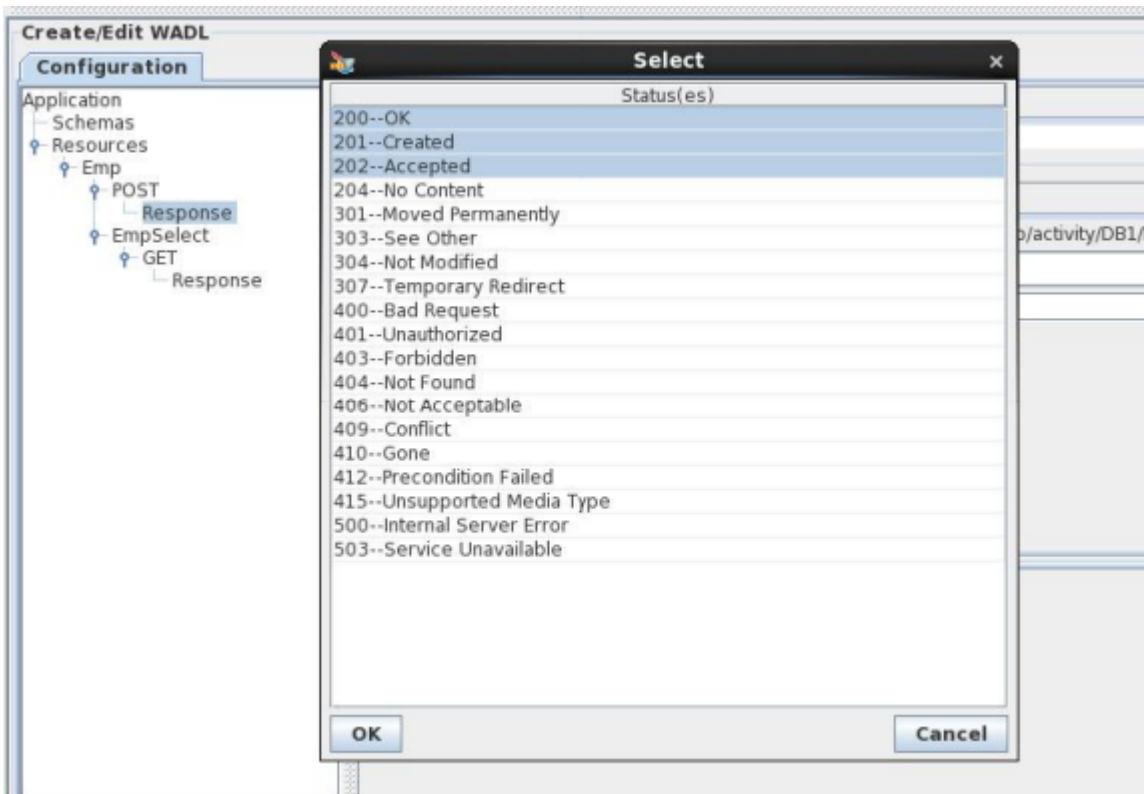 Create/Edit WADL
Configuration
Application
Schemas
Resources
Emp
POST
Response
EmpSelect
GET
Response
Select
Status(es)
200--OK
201--Created
202--Accepted
204--No Content
301--Moved Permanently
303--See Other
304--Not Modified
307--Temporary Redirect
400--Bad Request
401--Unauthorized
403--Forbidden
404--Not Found
406--Not Acceptable
409--Conflict
410--Gone
412--Precondition Failed
415--Unsupported Media Type
500--Internal Server Error
503--Service Unavailable
OK
Cancel
/activity/DB1/